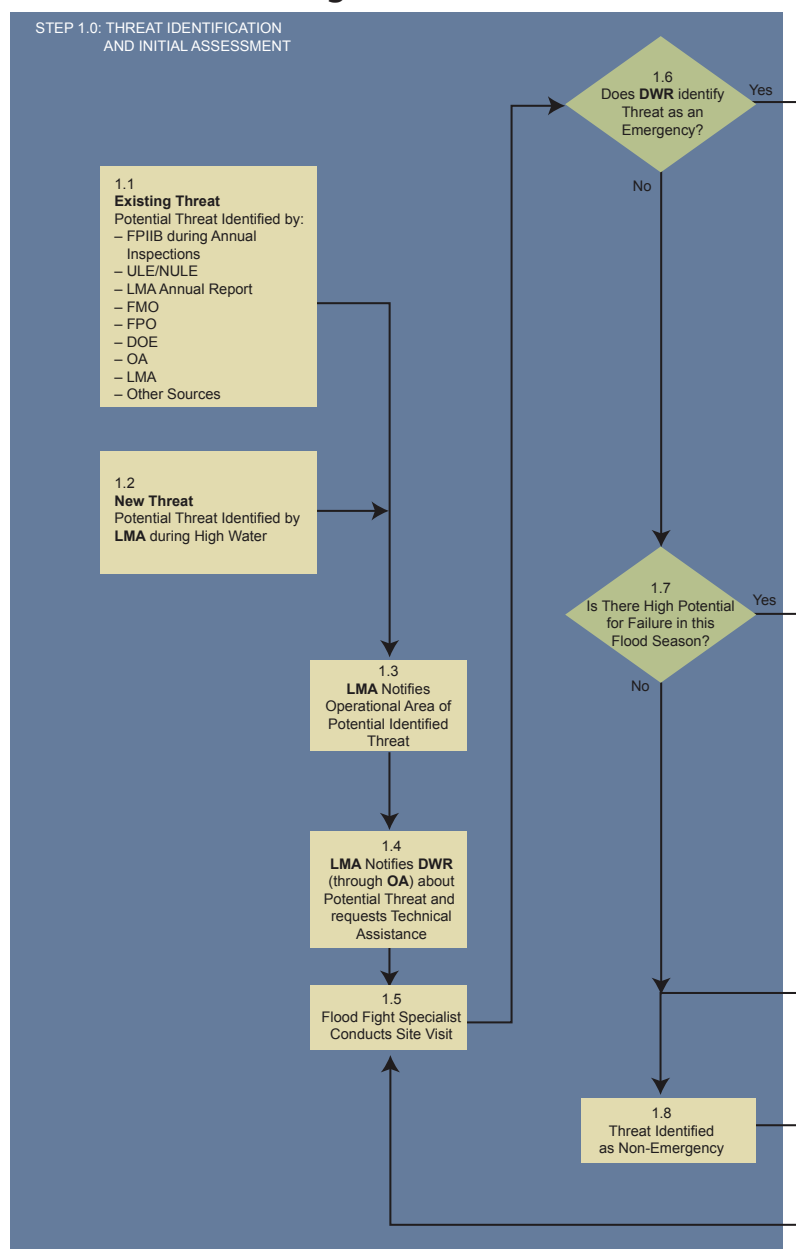 STEP 1.0: THREAT IDENTIFICATION
AND INITIAL ASSESSMENT
1.1
Existing Threat
Potential Threat Identified by:
– FPIIB during Annual
Inspections
– ULE/NULE
– LMA Annual Report
– FMO
– FPO
– DOE
– OA
– LMA
– Other Sources
1.2
New Threat
Potential Threat Identified by
LMA during High Water
1.3
LMA Notifies
Operational Area of
Potential Identified
Threat
1.4
LMA Notifies DWR
(through OA) about
Potential Threat and
requests Technical
Assistance
1.5
Flood Fight Specialist
Conducts Site Visit
1.6
Does DWR identify
Threat as an
Emergency?
Yes
No
1.7
Is There High Potential
for Failure in this
Flood Season?
Yes
No
1.8
Threat Identified
as Non-Emergency